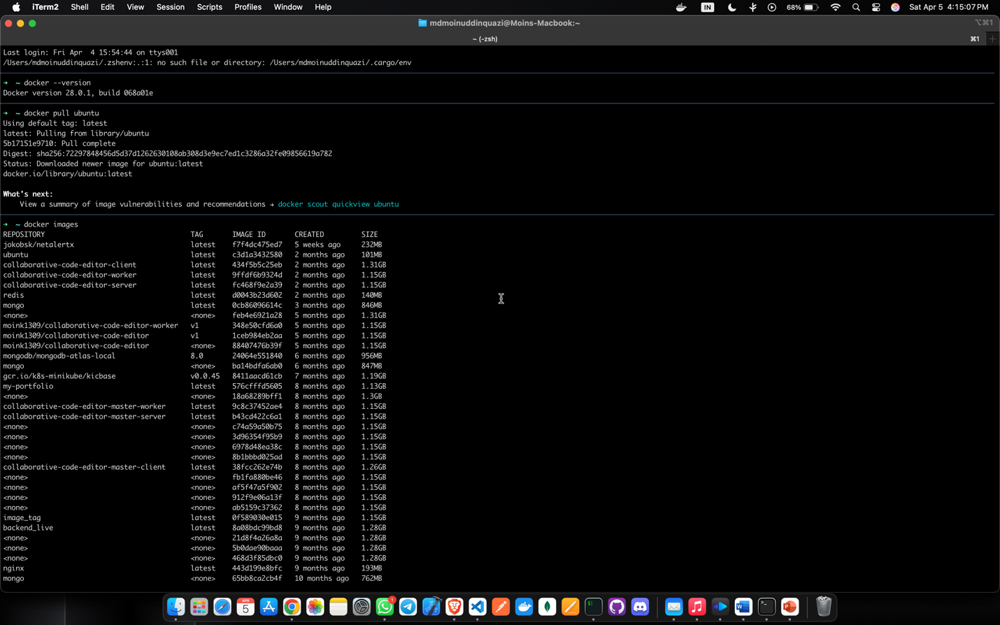 iTerm2 Shell Edit View Session Scripts Profiles Window Help IN 68% Sat Apr 5 4:15:07 PM
mdmoinuddinquazi@Moins-Macbook:~ ⌥⌘1
~ (-zsh) ⌘1 +
Last login: Fri Apr  4 15:54:44 on ttys001
/Users/mdmoinuddinquazi/.zshenv:.:1: no such file or directory: /Users/mdmoinuddinquazi/.cargo/env
➜  ~ docker --version
Docker version 28.0.1, build 068a01e
➜  ~ docker pull ubuntu
Using default tag: latest
latest: Pulling from library/ubuntu
5b17151e9710: Pull complete
Digest: sha256:72297848456d5d37d1262630108ab308d3e9ec7ed1c3286a32fe09856619a782
Status: Downloaded newer image for ubuntu:latest
docker.io/library/ubuntu:latest
What's next:
View a summary of image vulnerabilities and recommendations → docker scout quickview ubuntu
➜  ~ docker images
REPOSITORY TAG IMAGE ID CREATED SIZE
jokobsk/netalertx latest f7f4dc475ed7 5 weeks ago 232MB
ubuntu latest c3d1a3432580 2 months ago 101MB
collaborative-code-editor-client latest 434f5b5c25eb 2 months ago 1.31GB
collaborative-code-editor-worker latest 9ffdf6b9324d 2 months ago 1.15GB
collaborative-code-editor-server latest fc468f9e2a39 2 months ago 1.15GB
redis latest d0043b23d602 2 months ago 140MB
mongo latest 0cb86096614c 3 months ago 846MB
<none> <none> feb4e6921a28 5 months ago 1.31GB
moink1309/collaborative-code-editor-worker v1 348e50cfd6a0 5 months ago 1.15GB
moink1309/collaborative-code-editor v1 1ceb984eb2aa 5 months ago 1.15GB
moink1309/collaborative-code-editor <none> 88407476b39f 5 months ago 1.15GB
mongodb/mongodb-atlas-local 8.0 24064e551840 6 months ago 956MB
mongo <none> ba14bdfa6ab0 6 months ago 847MB
gcr.io/k8s-minikube/kicbase v0.0.45 8411aacd61cb 7 months ago 1.19GB
my-portfolio latest 576cfffd5605 8 months ago 1.13GB
<none> <none> 18a68289bff1 8 months ago 1.3GB
collaborative-code-editor-master-worker latest 9c8c37452ae4 8 months ago 1.15GB
collaborative-code-editor-master-server latest b43cd422c6a1 8 months ago 1.15GB
<none> <none> c74a59a50b75 8 months ago 1.15GB
<none> <none> 3d96354f95b9 8 months ago 1.15GB
<none> <none> 6978d48ea38c 8 months ago 1.15GB
<none> <none> 8b1bbbd025ad 8 months ago 1.15GB
collaborative-code-editor-master-client latest 38fcc262e74b 8 months ago 1.26GB
<none> <none> fb1fa880be46 8 months ago 1.15GB
<none> <none> af5f47a5f902 8 months ago 1.15GB
<none> <none> 912f9e06a13f 8 months ago 1.15GB
<none> <none> ab5159c37362 8 months ago 1.15GB
image_tag latest 0f589030e015 9 months ago 1.15GB
backend_live latest 8a08bdc99bd8 9 months ago 1.28GB
<none> <none> 21d8f4a26a8a 9 months ago 1.28GB
<none> <none> 5b0dae90baaa 9 months ago 1.28GB
<none> <none> 468d3f85dbc0 9 months ago 1.28GB
nginx latest 443d199e8bfc 9 months ago 193MB
mongo <none> 65bb8ca2cb4f 10 months ago 762MB
APR
5
1